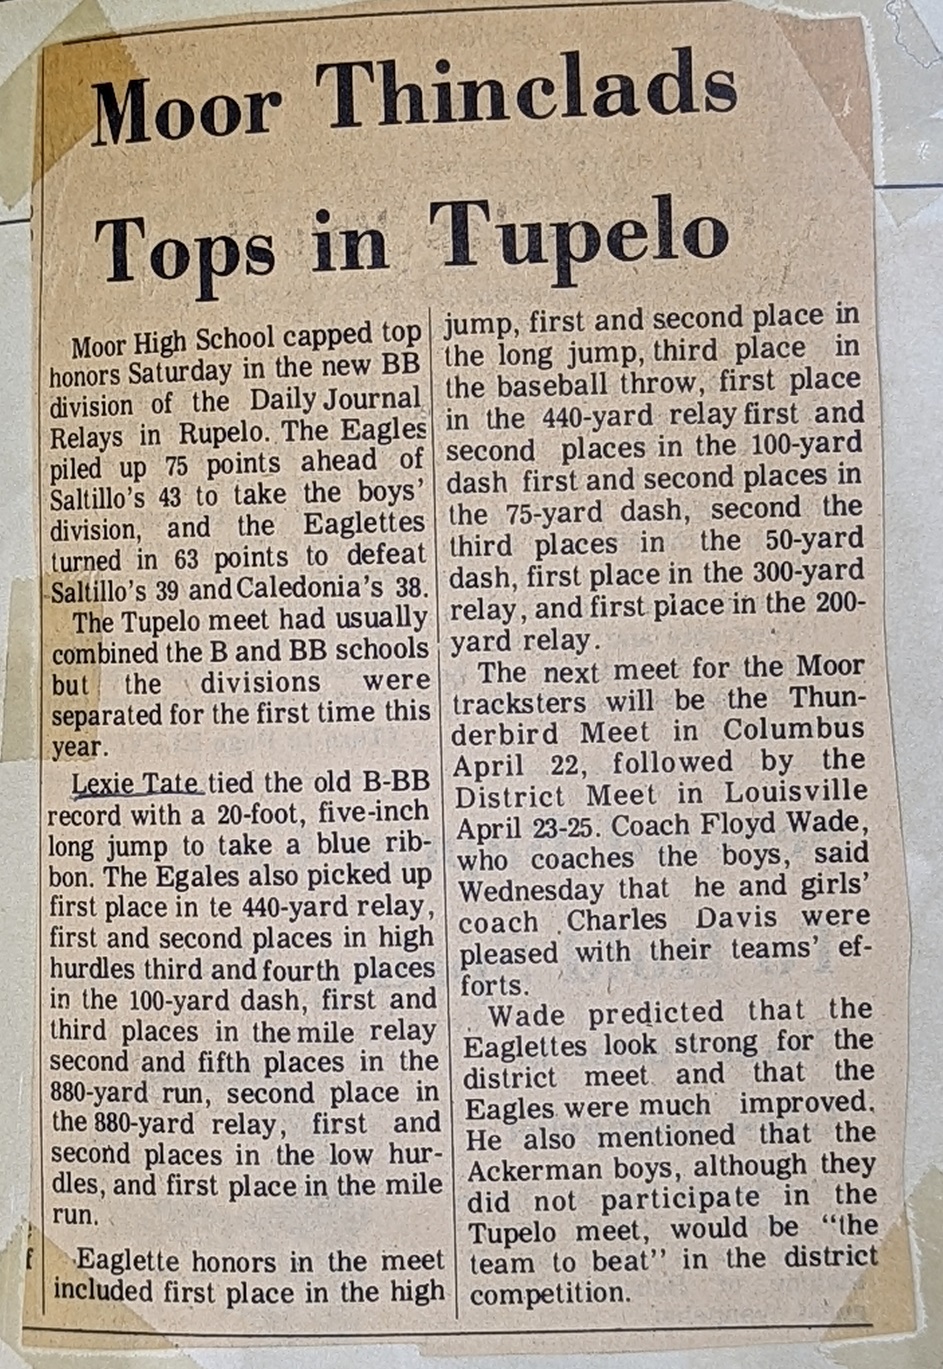 Moor Thinclads
Tops in Tupelo
Moor High School capped top
honors Saturday in the new BB
division of the Daily Journal
Relays in Rupelo. The Eagles
piled up 75 points ahead of
Saltillo's 43 to take the boys'
division, and the Eaglettes
turned in 63 points to defeat
Saltillo's 39 and Caledonia's 38.
The Tupelo meet had usually
combined the B and BB schools
but the divisions were
separated for the first time this
year.
Lexie Tate tied the old B-BB
record with a 20-foot, five-inch
long jump to take a blue rib-
bon. The Egales also picked up
first place in te 440-yard relay,
first and second places in high
hurdles third and fourth places
in the 100-yard dash, first and
third places in the mile relay
second and fifth places in the
880-yard run, second place in
the 880-yard relay, first and
second places in the low hur-
dles, and first place in the mile
run.
Eaglette honors in the meet
included first place in the high
jump, first and second place in
the long jump, third place in
the baseball throw, first place
in the 440-yard relay first and
second places in the 100-yard
dash first and second places in
the 75-yard dash, second the
third places in the 50-yard
dash, first place in the 300-yard
relay, and first place in the 200-
yard relay.
The next meet for the Moor
tracksters will be the Thun-
derbird Meet in Columbus
April 22, followed by the
District Meet in Louisville
April 23-25. Coach Floyd Wade,
who coaches the boys, said
Wednesday that he and girls'
coach Charles Davis were
pleased with their teams' ef-
forts.
Wade predicted that the
Eaglettes look strong for the
district meet and that the
Eagles were much improved.
He also mentioned that the
Ackerman boys, although they
did not participate in the
Tupelo meet, would be "the
team to beat" in the district
competition.